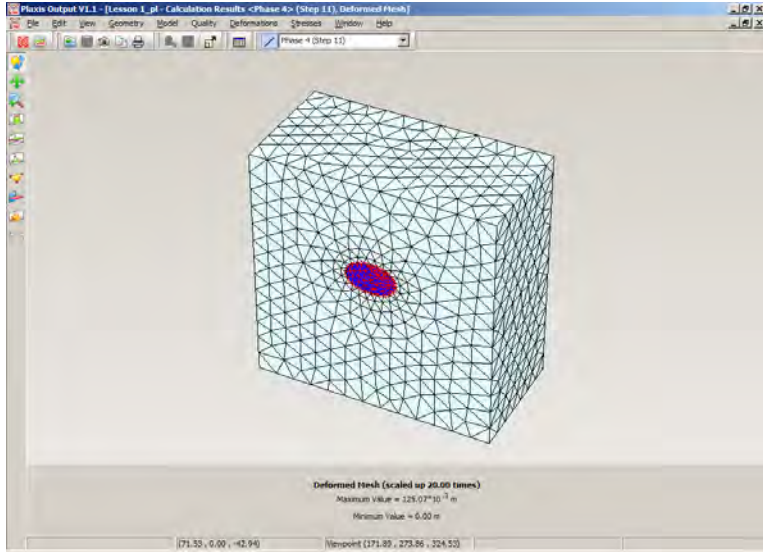 Plaxis Output V1.1 - [Lesson 1_pl - Calculation Results <Phase 4> (Step 11), Deformed Mesh]
File Edit View Geometry Model Quality Deformations Stresses Window Help
Phase 4 (Step 11)
Deformed Mesh (scaled up 20.00 times)
Maximum Value = 125.07*10-3 m
Minimum Value = 0.00 m
(71.53 , 0.00 , -42.94) Viewpoint (171.89 , 273.86 , 324.53)